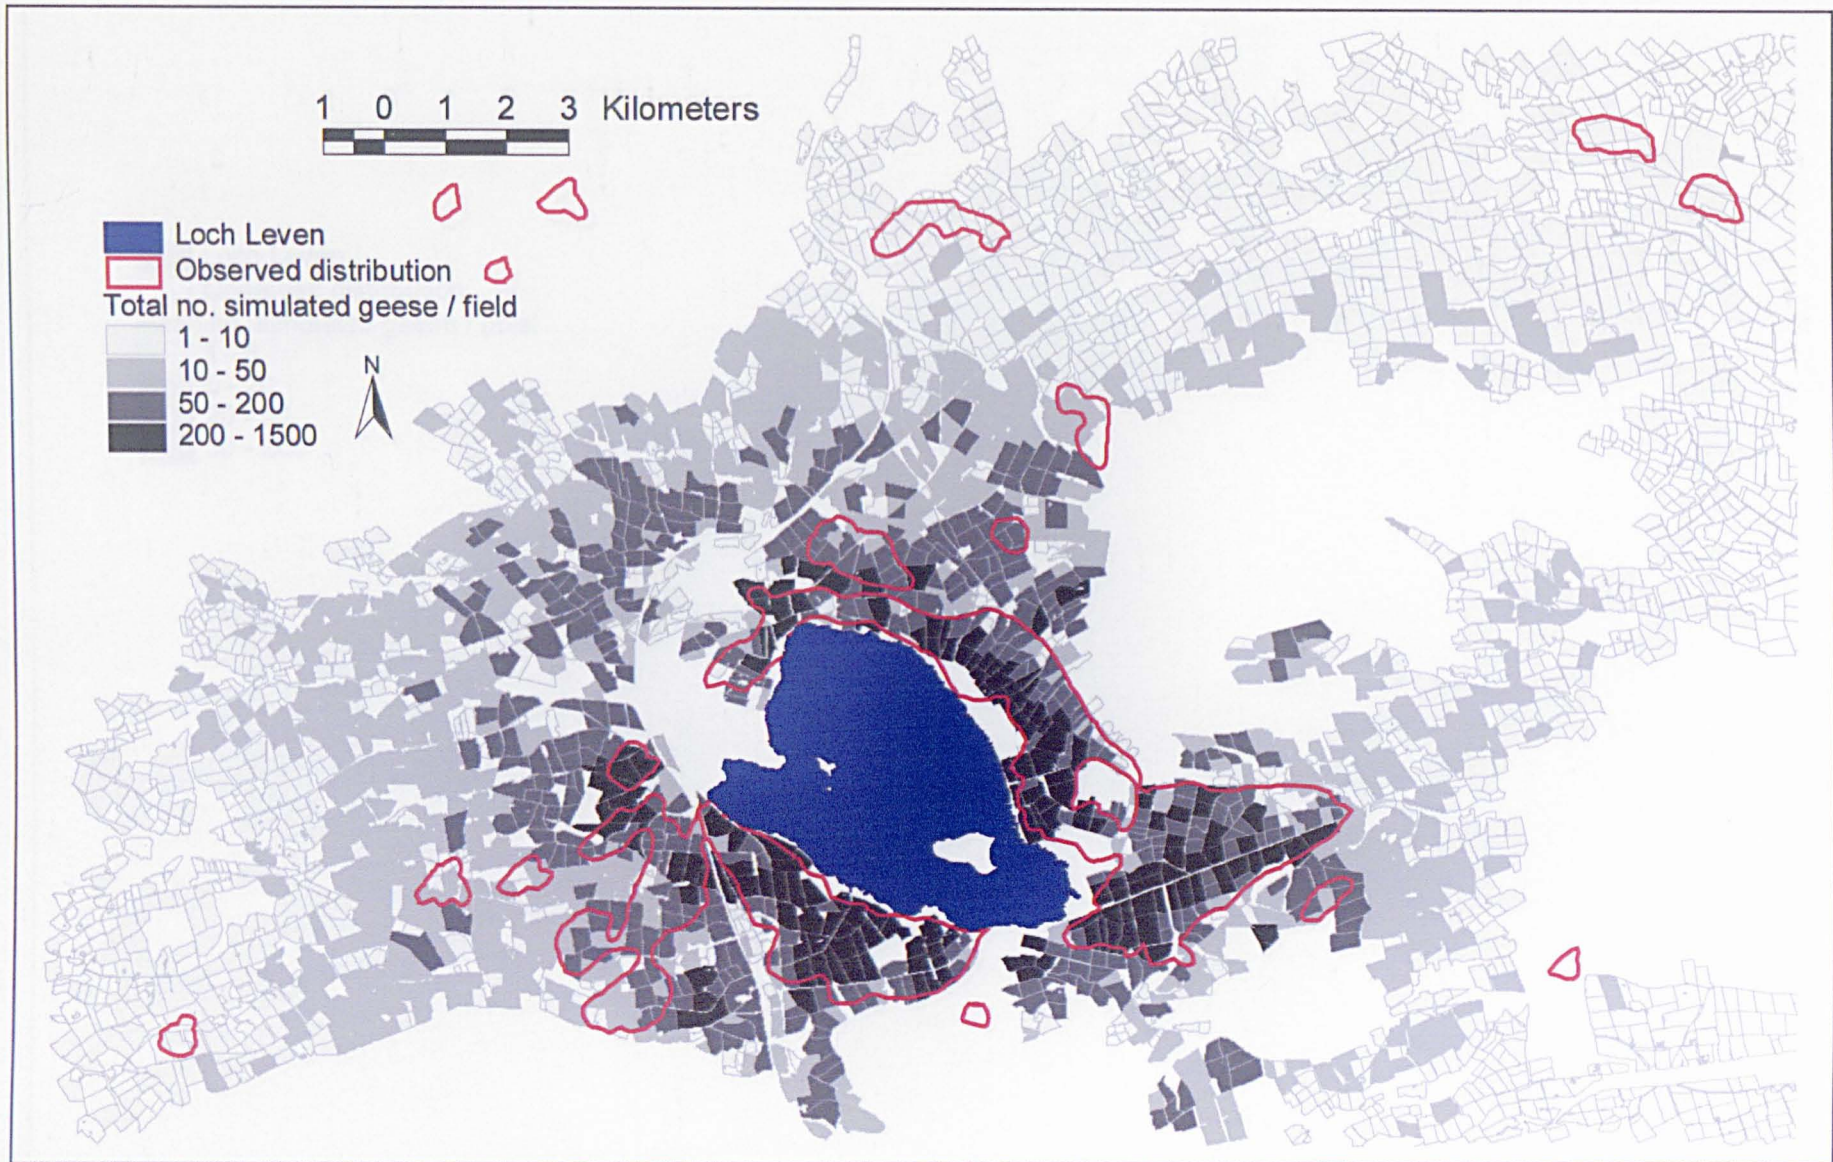 1 0 1 2 3 Kilometers
Loch Leven
Observed distribution
Total no. simulated geese / field
1 - 10
10 - 50
50 - 200
200 - 1500
N